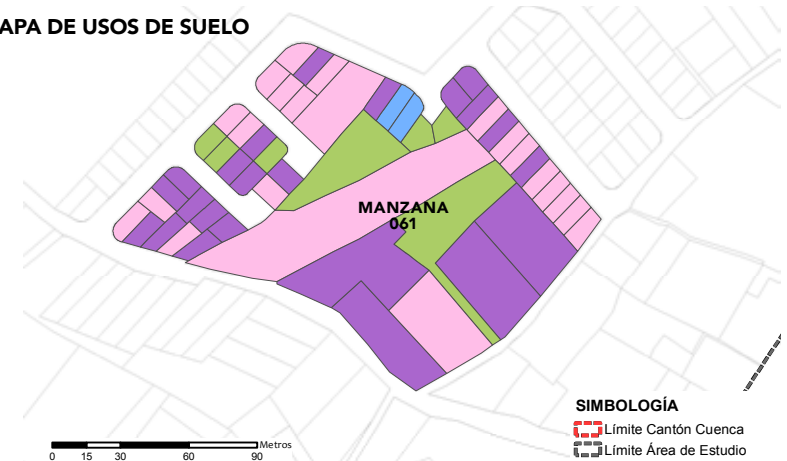 APA DE USOS DE SUELO
MANZANA
061
SIMBOLOGÍA
Límite Cantón Cuenca
Límite Área de Estudio
Metros
0 15 30 60 90